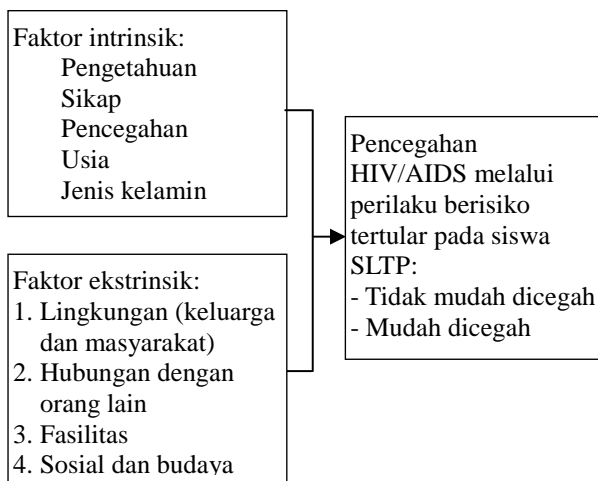 Faktor intrinsik:
Pengetahuan
Sikap
Pencegahan
Usia
Jenis kelamin
Faktor ekstrinsik:
1. Lingkungan (keluarga
dan masyarakat)
2. Hubungan dengan
orang lain
3. Fasilitas
4. Sosial dan budaya
Pencegahan
HIV/AIDS melalui
perilaku berisiko
tertular pada siswa
SLTP:
- Tidak mudah dicegah
- Mudah dicegah